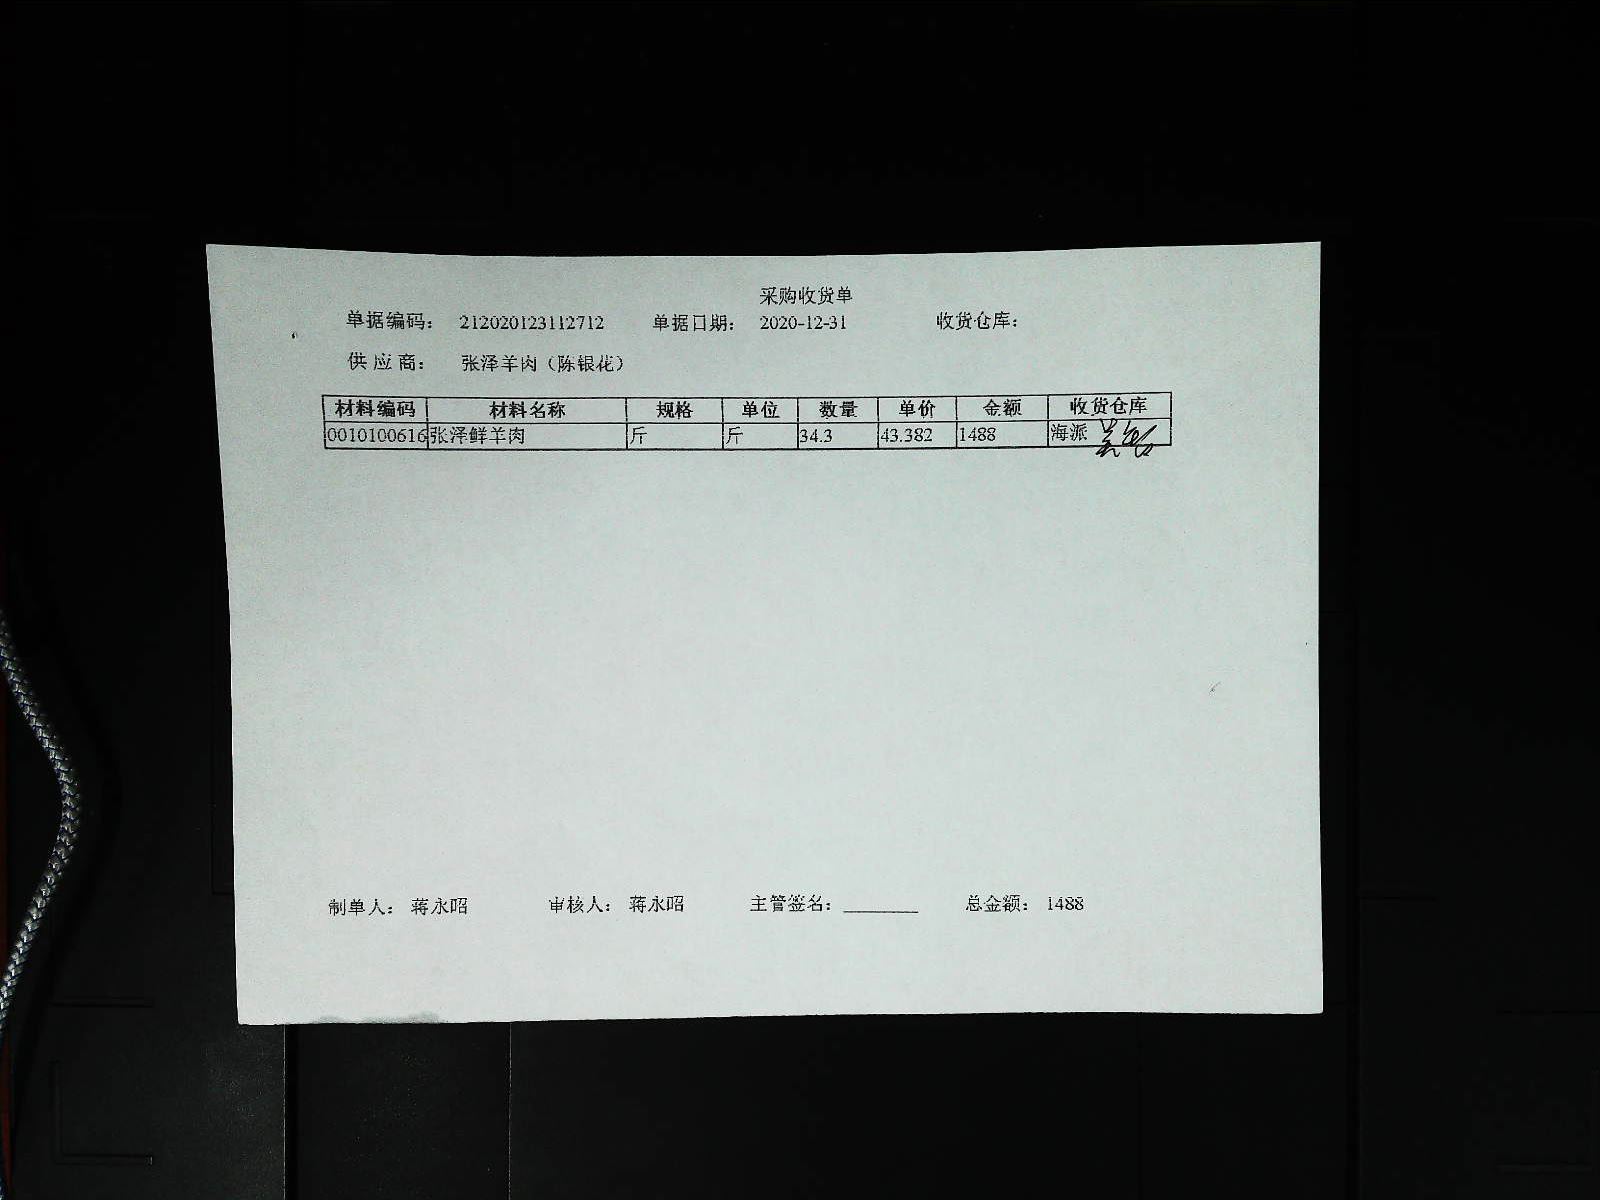 采购收货单
单据编码： 212020123112712 单据日期： 2020-12-31 收货仓库：
供 应 商： 张泽羊肉（陈银花）
材料编码 材料名称 规格 单位 数量 单价 金额 收货仓库
0010100616 张泽鲜羊肉 斤 斤 34.3 43.382 1488 海派
制单人： 蒋永昭 审核人： 蒋永昭 主管签名：________ 总金额： 1488